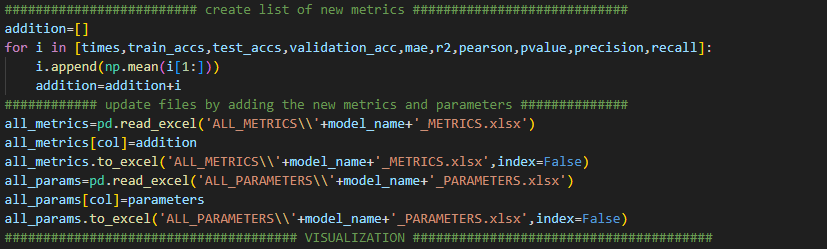 ######################### create list of new metrics ############################
addition=[]
for i in [times,train_accs,test_accs,validation_acc,mae,r2,pearson,pvalue,precision,recall]:
    i.append(np.mean(i[1:]))
    addition=addition+i
############ update files by adding the new metrics and parameters ##############
all_metrics=pd.read_excel('ALL_METRICS\\'+model_name+'_METRICS.xlsx')
all_metrics[col]=addition
all_metrics.to_excel('ALL_METRICS\\'+model_name+'_METRICS.xlsx',index=False)
all_params=pd.read_excel('ALL_PARAMETERS\\'+model_name+'_PARAMETERS.xlsx')
all_params[col]=parameters
all_params.to_excel('ALL_PARAMETERS\\'+model_name+'_PARAMETERS.xlsx',index=False)
###################################### VISUALIZATION #######################################